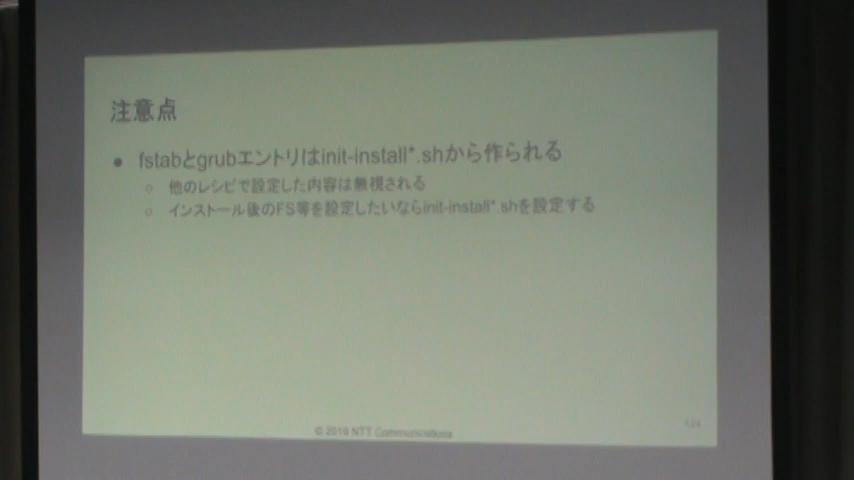 注意点
● fstabとgrubエントリはinit-install*.shから作られる
○ 他のレシピで設定した内容は無視される
○ インストール後のFS等を設定したいならinit-install*.shを設定する
© 2019 NTT Communications